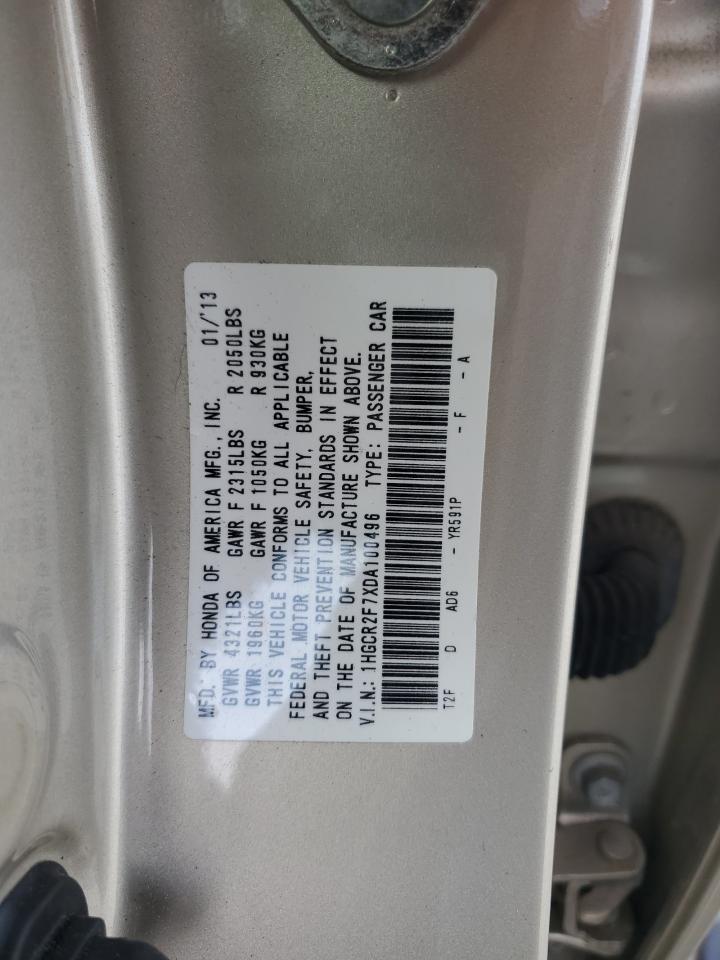 MFD. BY HONDA OF AMERICA MFG., INC. 01/'13
GVWR 4321LBS GAWR F 2315LBS R 2050LBS
GVWR 1960KG GAWR F 1050KG R 930KG
THIS VEHICLE CONFORMS TO ALL APPLICABLE
FEDERAL MOTOR VEHICLE SAFETY, BUMPER,
AND THEFT PREVENTION STANDARDS IN EFFECT
ON THE DATE OF MANUFACTURE SHOWN ABOVE.
V.I.N.: 1HGCR2F7XDA100496 TYPE: PASSENGER CAR
T2F D AD6 - YR591P - F - A